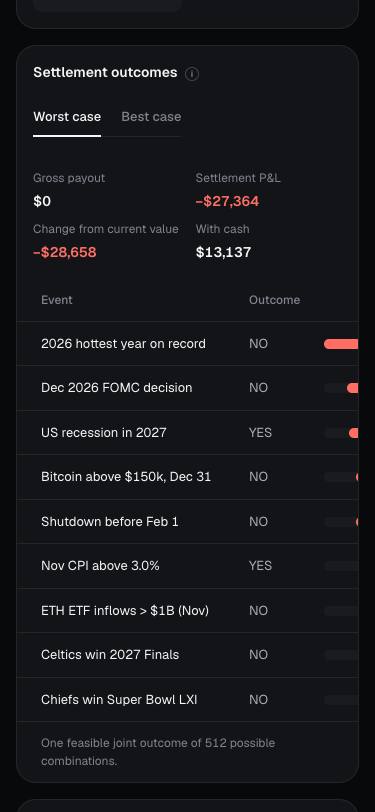 Settlement outcomes
Worst case
Best case
Gross payout
Settlement P&L
$0
−$27,364
Change from current value
With cash
−$28,658
$13,137
Event
Outcome
2026 hottest year on record
NO
Dec 2026 FOMC decision
NO
US recession in 2027
YES
Bitcoin above $150k, Dec 31
NO
Shutdown before Feb 1
NO
Nov CPI above 3.0%
YES
ETH ETF inflows > $1B (Nov)
NO
Celtics win 2027 Finals
NO
Chiefs win Super Bowl LXI
NO
One feasible joint outcome of 512 possible
combinations.